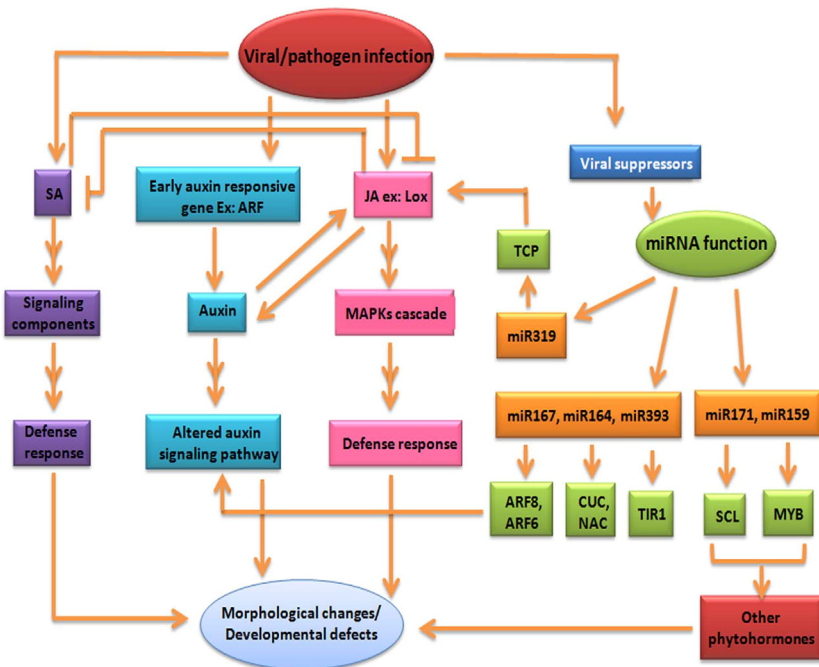 Viral/pathogen infection
SA
Early auxin responsive
gene Ex: ARF
JA ex: Lox
Viral suppressors
TCP
miRNA function
Signaling
components
Auxin
MAPKs cascade
miR319
miR167, miR164, miR393
miR171, miR159
Defense
response
Altered auxin
signaling pathway
Defense response
ARF8,
ARF6
CUC,
NAC
TIR1
SCL
MYB
Morphological changes/
Developmental defects
Other
phytohormones